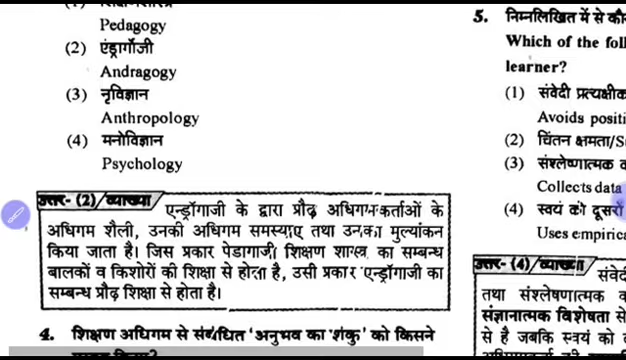 Pedagogy
(2) एंड्रागॉजी
Andragogy
(3) नृविज्ञान
Anthropology
(4) मनोविज्ञान
Psychology
उत्तर- (2)/व्याख्या
एन्ड्रॉगाजी के द्वारा प्रौढ़ अधिगमकर्ताओं के
अधिगम शैली, उनकी अधिगम समस्याए तथा उनका मुल्यांकन
किया जाता है। जिस प्रकार पेडागाजी शिक्षण शास्त्र का सम्बन्ध
बालकों व किशोरों की शिक्षा से होता है, उसी प्रकार एन्ड्रॉगाजी का
सम्बन्ध प्रौढ़ शिक्षा से होता है।
4. शिक्षण अधिगम से संबंधित 'अनुभव का शंकु' को किसने
5. निम्नलिखित में से
Which of the
learner?
(1) संवेदी
Avoids
(2) चिंतन क्षमता/
(3) संश्लेष्णात्मक
Collects data
(4) स्वयं को दूसरों
Uses
उत्तर- (4)/व्याख्या
तथा संश्लेषणात्मक
संज्ञानात्मक विशेषता से
से है जबकि स्वयं को